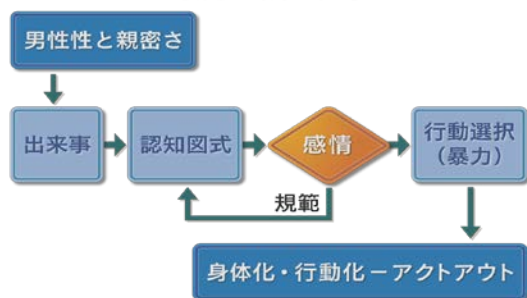 男性性と親密さ
出来事
認知図式
感情
行動選択
（暴力）
規範
身体化・行動化－アクトアウト